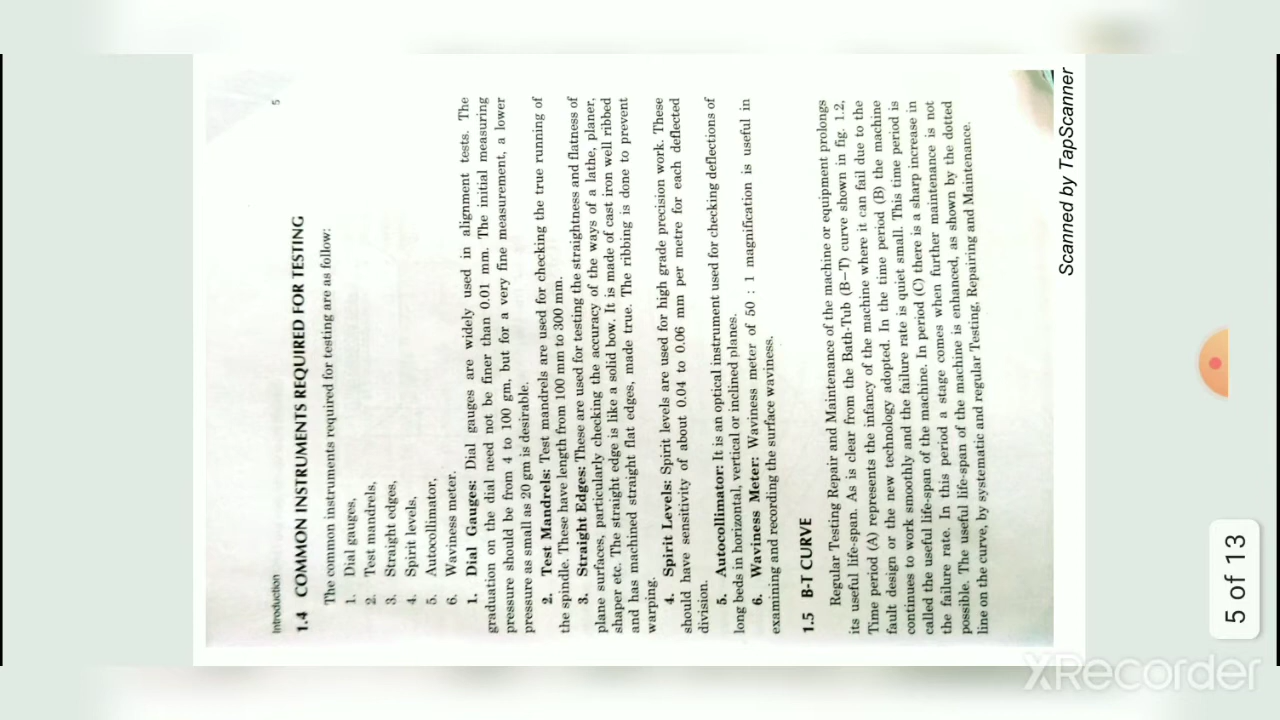 Introduction
5
1.4 COMMON INSTRUMENTS REQUIRED FOR TESTING
The common instruments required for testing are as follow:
1. Dial gauges,
2. Test mandrels,
3. Straight edges,
4. Spirit levels,
5. Autocollimator,
6. Waviness meter.
1. Dial Gauges: Dial gauges are widely used in alignment tests. The
graduation on the dial need not be finer than 0.01 mm. The initial measuring
pressure should be from 4 to 100 gm, but for a very fine measurement, a lower
pressure as small as 20 gm is desirable.
2. Test Mandrels: Test mandrels are used for checking the true running of
the spindle. These have length from 100 mm to 300 mm.
3. Straight Edges: These are used for testing the straightness and flatness of
plane surfaces, particularly checking the accuracy of the ways of a lathe, planer,
shaper etc. The straight edge is like a solid bow. It is made of cast iron well ribbed
and has machined straight flat edges, made true. The ribbing is done to prevent
warping.
4. Spirit Levels: Spirit levels are used for high grade precision work. These
should have sensitivity of about 0.04 to 0.06 mm per metre for each deflected
division.
5. Autocollimator: It is an optical instrument used for checking deflections of
long beds in horizontal, vertical or inclined planes.
6. Waviness Meter: Waviness meter of 50 : 1 magnification is useful in
examining and recording the surface waviness.
1.5 B-T CURVE
Regular Testing Repair and Maintenance of the machine or equipment prolongs
its useful life-span. As is clear from the Bath-Tub (B–T) curve shown in fig. 1.2,
Time period (A) represents the infancy of the machine where it can fail due to the
fault design or the new technology adopted. In the time period (B) the machine
continues to work smoothly and the failure rate is quiet small. This time period is
called the useful life-span of the machine. In period (C) there is a sharp increase in
the failure rate. In this period a stage comes when further maintenance is not
possible. The useful life-span of the machine is enhanced, as shown by the dotted
line on the curve, by systematic and regular Testing, Repairing and Maintenance.
Scanned by TapScanner
5 of 13
XRecorder